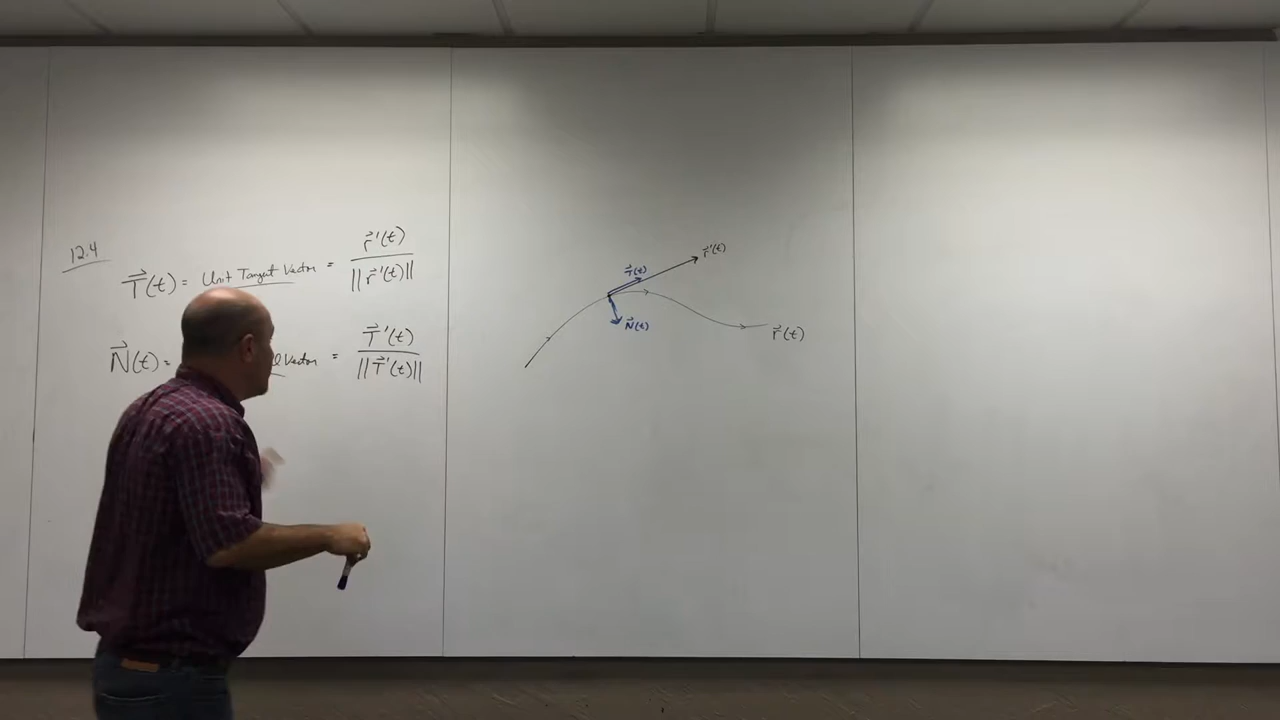 12.4
T⃗(t) = Unit Tangent Vector = r⃗'(t) / ||r⃗'(t)||
N⃗(t) = Vector = T⃗'(t) / ||T⃗'(t)||
r⃗'(t)
T⃗(t)
N⃗(t)
r⃗(t)